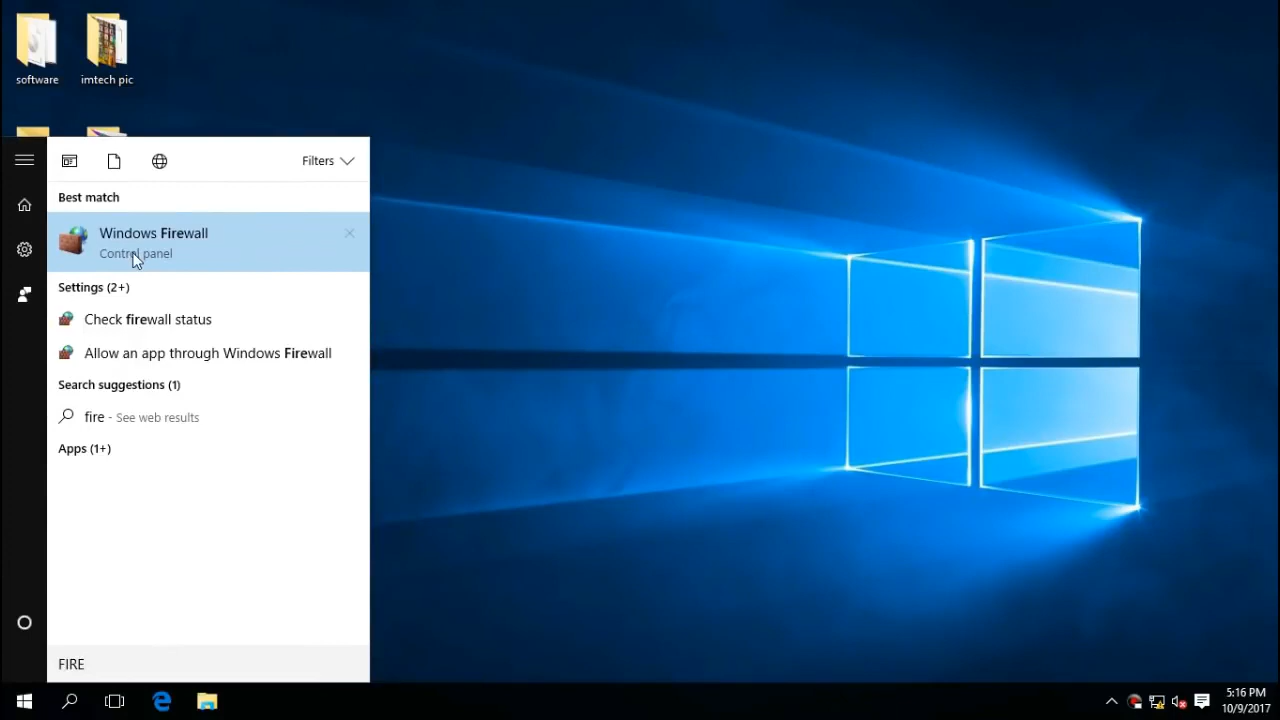 software
imtech pic
Filters
Best match
Windows Firewall
Control panel
Settings (2+)
Check firewall status
Allow an app through Windows Firewall
Search suggestions (1)
fire - See web results
Apps (1+)
FIRE
5:16 PM
10/9/2017